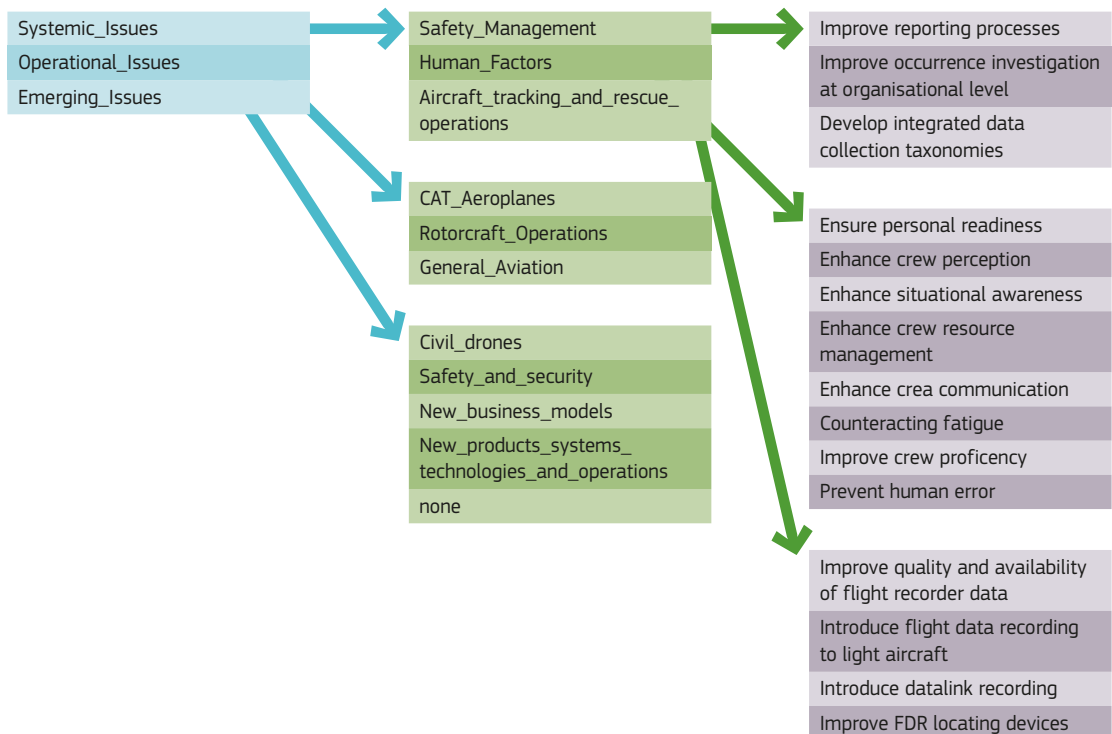 Systemic_Issues
Operational_Issues
Emerging_Issues
Safety_Management
Human_Factors
Aircraft_tracking_and_rescue_
operations
CAT_Aeroplanes
Rotorcraft_Operations
General_Aviation
Civil_drones
Safety_and_security
New_business_models
New_products_systems_
technologies_and_operations
none
Improve reporting processes
Improve occurrence investigation
at organisational level
Develop integrated data
collection taxonomies
Ensure personal readiness
Enhance crew perception
Enhance situational awareness
Enhance crew resource
management
Enhance crea communication
Counteracting fatigue
Improve crew proficency
Prevent human error
Improve quality and availability
of flight recorder data
Introduce flight data recording
to light aircraft
Introduce datalink recording
Improve FDR locating devices